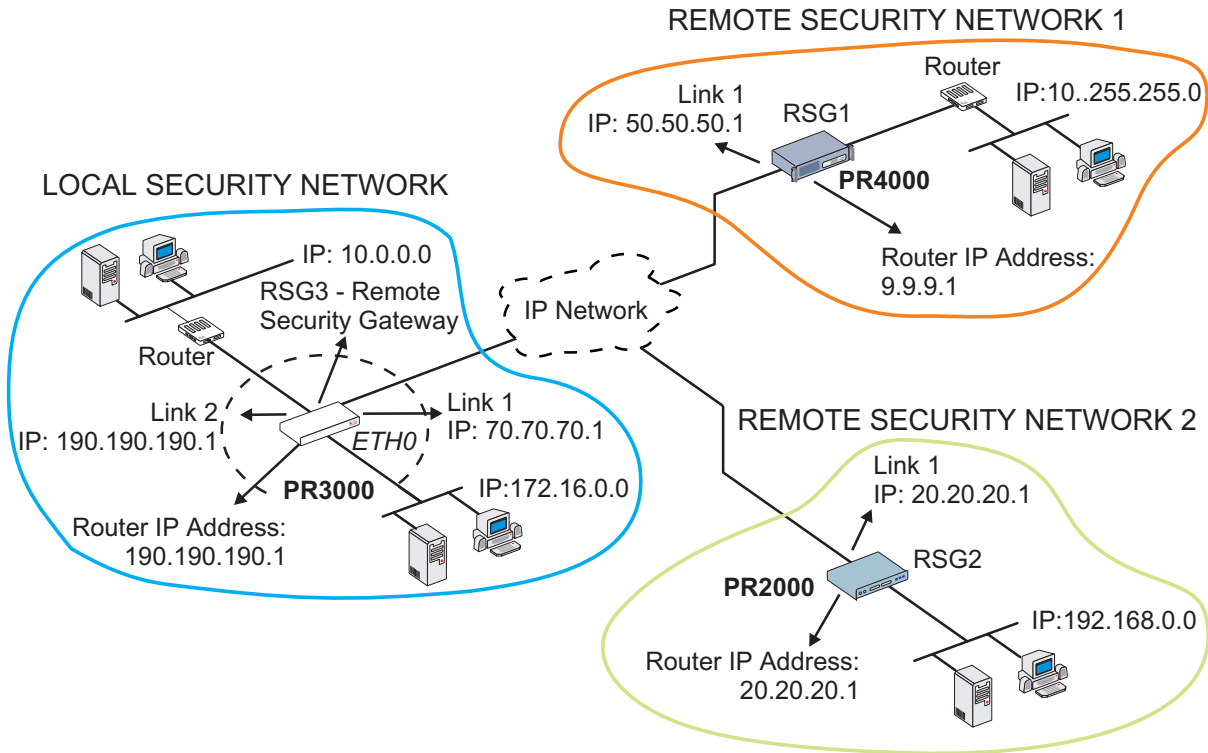 REMOTE SECURITY NETWORK 1
Router
Link 1
IP: 50.50.50.1
RSG1
IP:10..255.255.0
PR4000
Router IP Address:
9.9.9.1
LOCAL SECURITY NETWORK
IP: 10.0.0.0
RSG3 - Remote
Security Gateway
IP Network
Router
Link 2
IP: 190.190.190.1
Link 1
IP: 70.70.70.1
ETH0
PR3000
IP:172.16.0.0
Router IP Address:
190.190.190.1
REMOTE SECURITY NETWORK 2
Link 1
IP: 20.20.20.1
RSG2
PR2000
IP:192.168.0.0
Router IP Address:
20.20.20.1